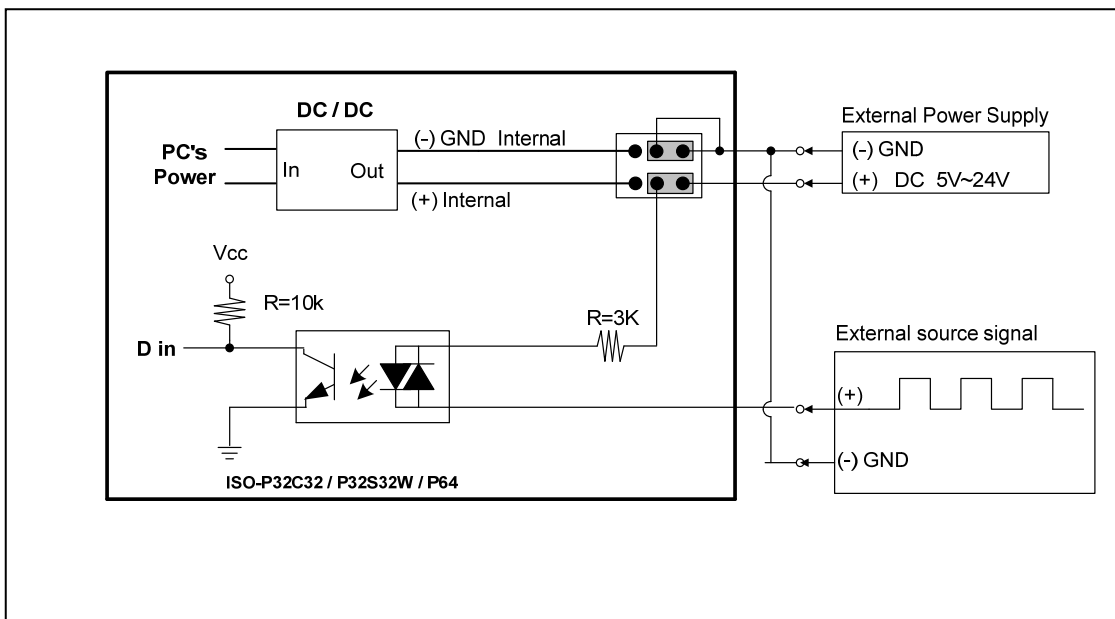 DC / DC
PC's
Power
In
Out
(-) GND Internal
(+) Internal
External Power Supply
(-) GND
(+) DC 5V~24V
Vcc
R=10k
D in
R=3K
External source signal
(+)
(-) GND
ISO-P32C32 / P32S32W / P64